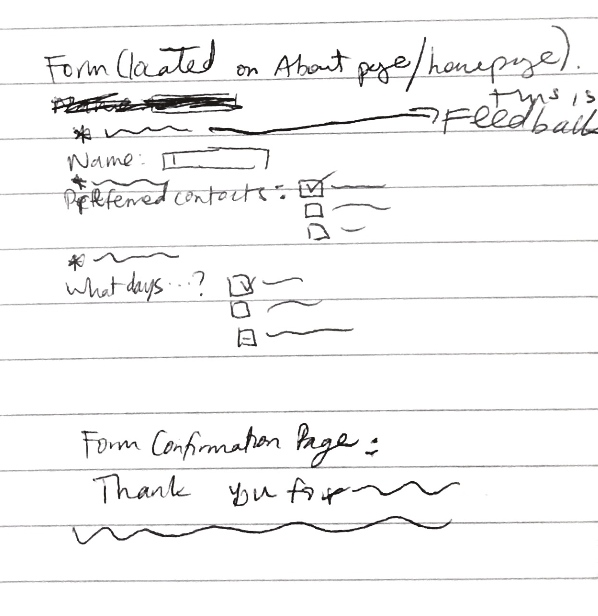 Form (located on About page/homepage).
this is
* Feedback
Name:
*
Preferred contacts:
*
What days...?
Form Confirmation Page:
Thank you for